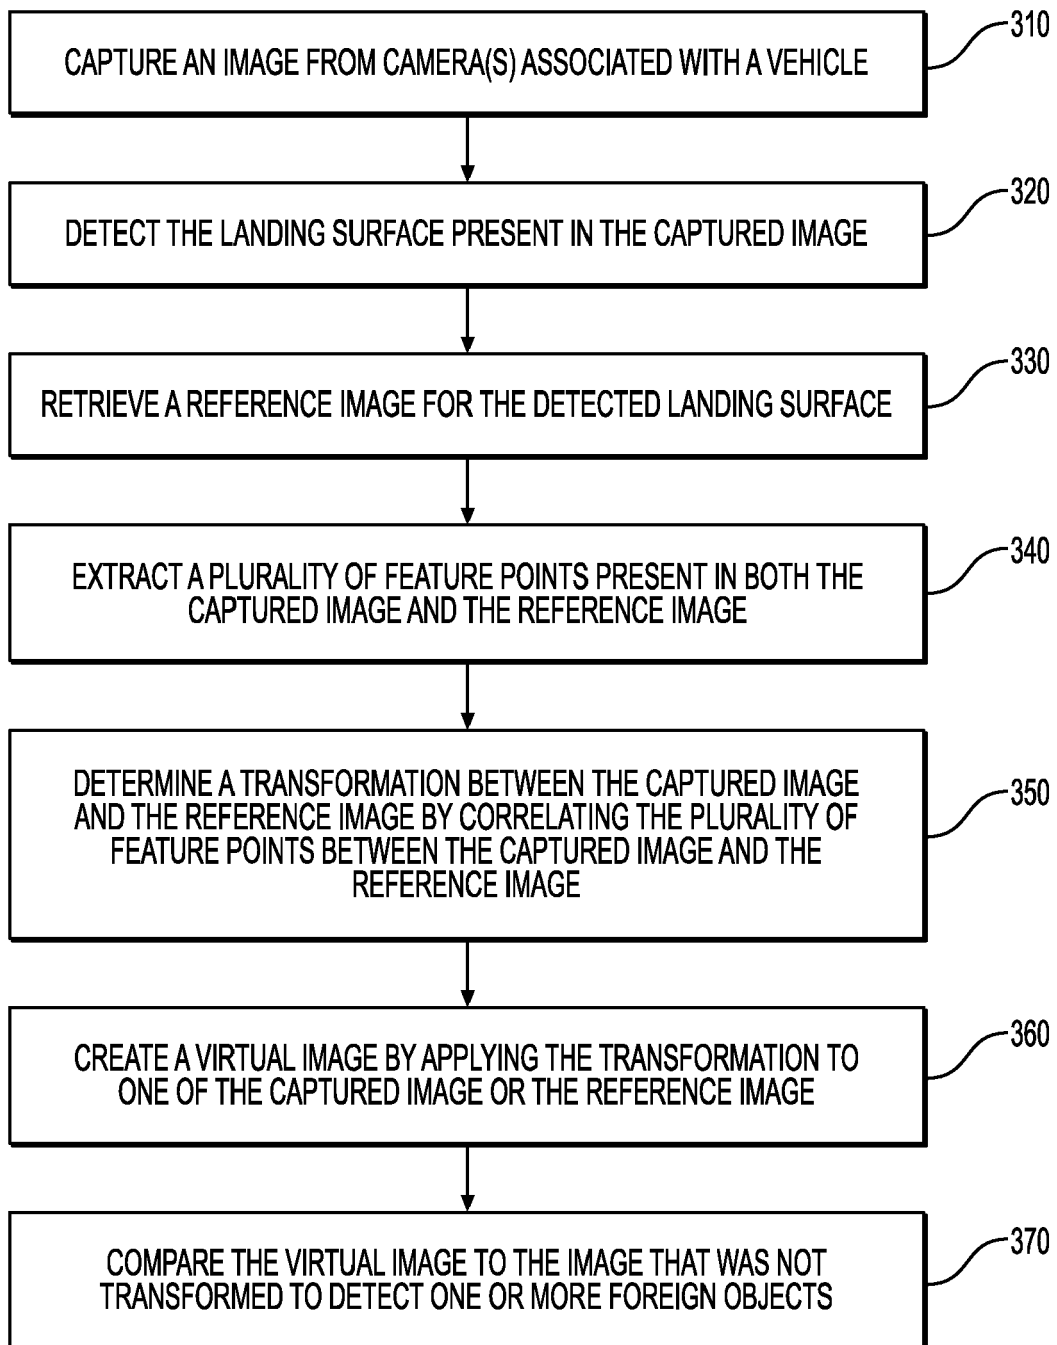 310
CAPTURE AN IMAGE FROM CAMERA(S) ASSOCIATED WITH A VEHICLE
320
DETECT THE LANDING SURFACE PRESENT IN THE CAPTURED IMAGE
330
RETRIEVE A REFERENCE IMAGE FOR THE DETECTED LANDING SURFACE
340
EXTRACT A PLURALITY OF FEATURE POINTS PRESENT IN BOTH THE
CAPTURED IMAGE AND THE REFERENCE IMAGE
350
DETERMINE A TRANSFORMATION BETWEEN THE CAPTURED IMAGE
AND THE REFERENCE IMAGE BY CORRELATING THE PLURALITY OF
FEATURE POINTS BETWEEN THE CAPTURED IMAGE AND THE
REFERENCE IMAGE
360
CREATE A VIRTUAL IMAGE BY APPLYING THE TRANSFORMATION TO
ONE OF THE CAPTURED IMAGE OR THE REFERENCE IMAGE
370
COMPARE THE VIRTUAL IMAGE TO THE IMAGE THAT WAS NOT
TRANSFORMED TO DETECT ONE OR MORE FOREIGN OBJECTS